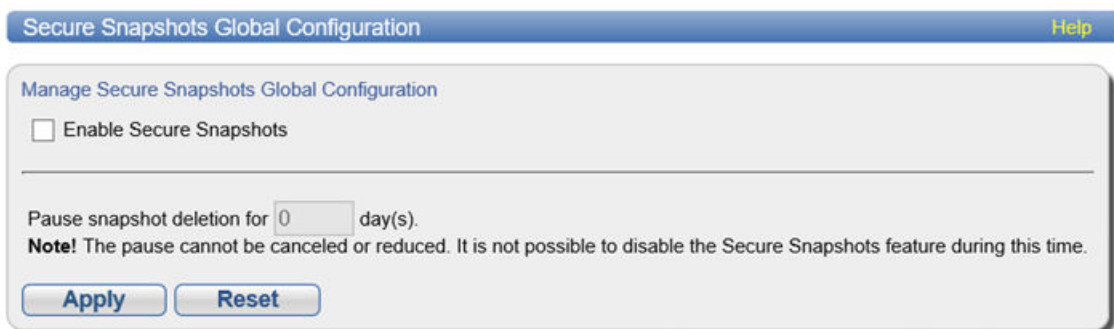 Secure Snapshots Global Configuration
Help
Manage Secure Snapshots Global Configuration
Enable Secure Snapshots
Pause snapshot deletion for 0 day(s).
Note! The pause cannot be canceled or reduced. It is not possible to disable the Secure Snapshots feature during this time.
Apply
Reset